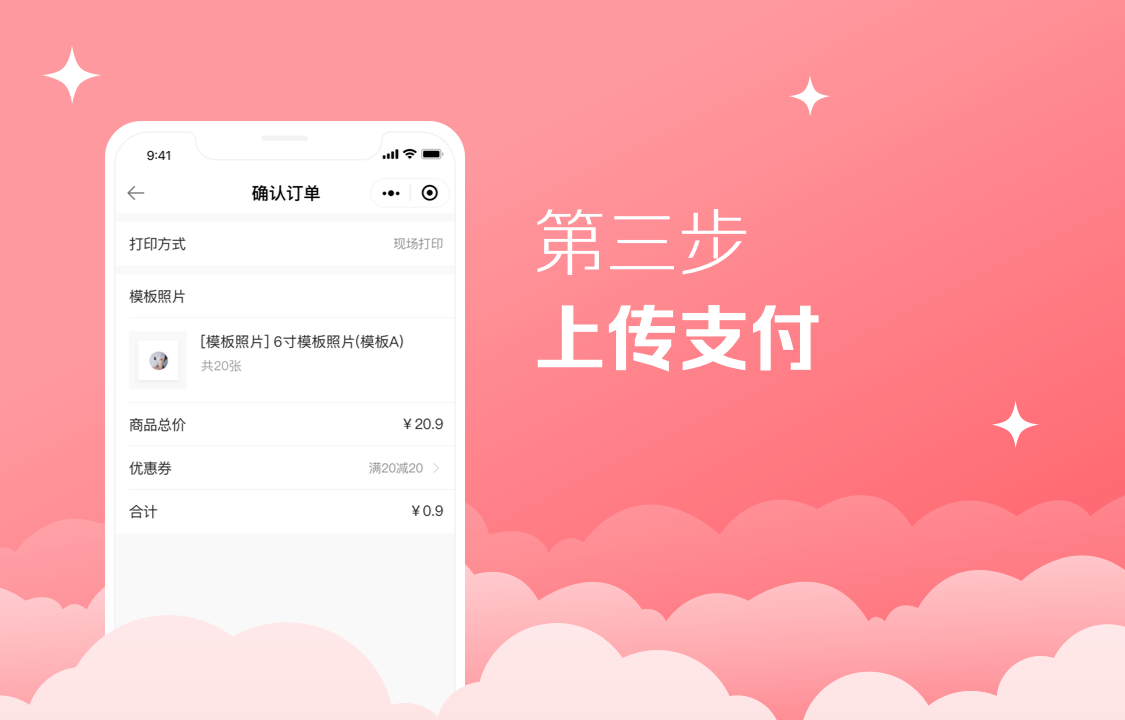 9:41
确认订单
打印方式
现场打印
模板照片
[模板照片] 6寸模板照片(模板A)
共20张
商品总价
¥20.9
优惠券
满20减20
合计
¥0.9
第三步
上传支付